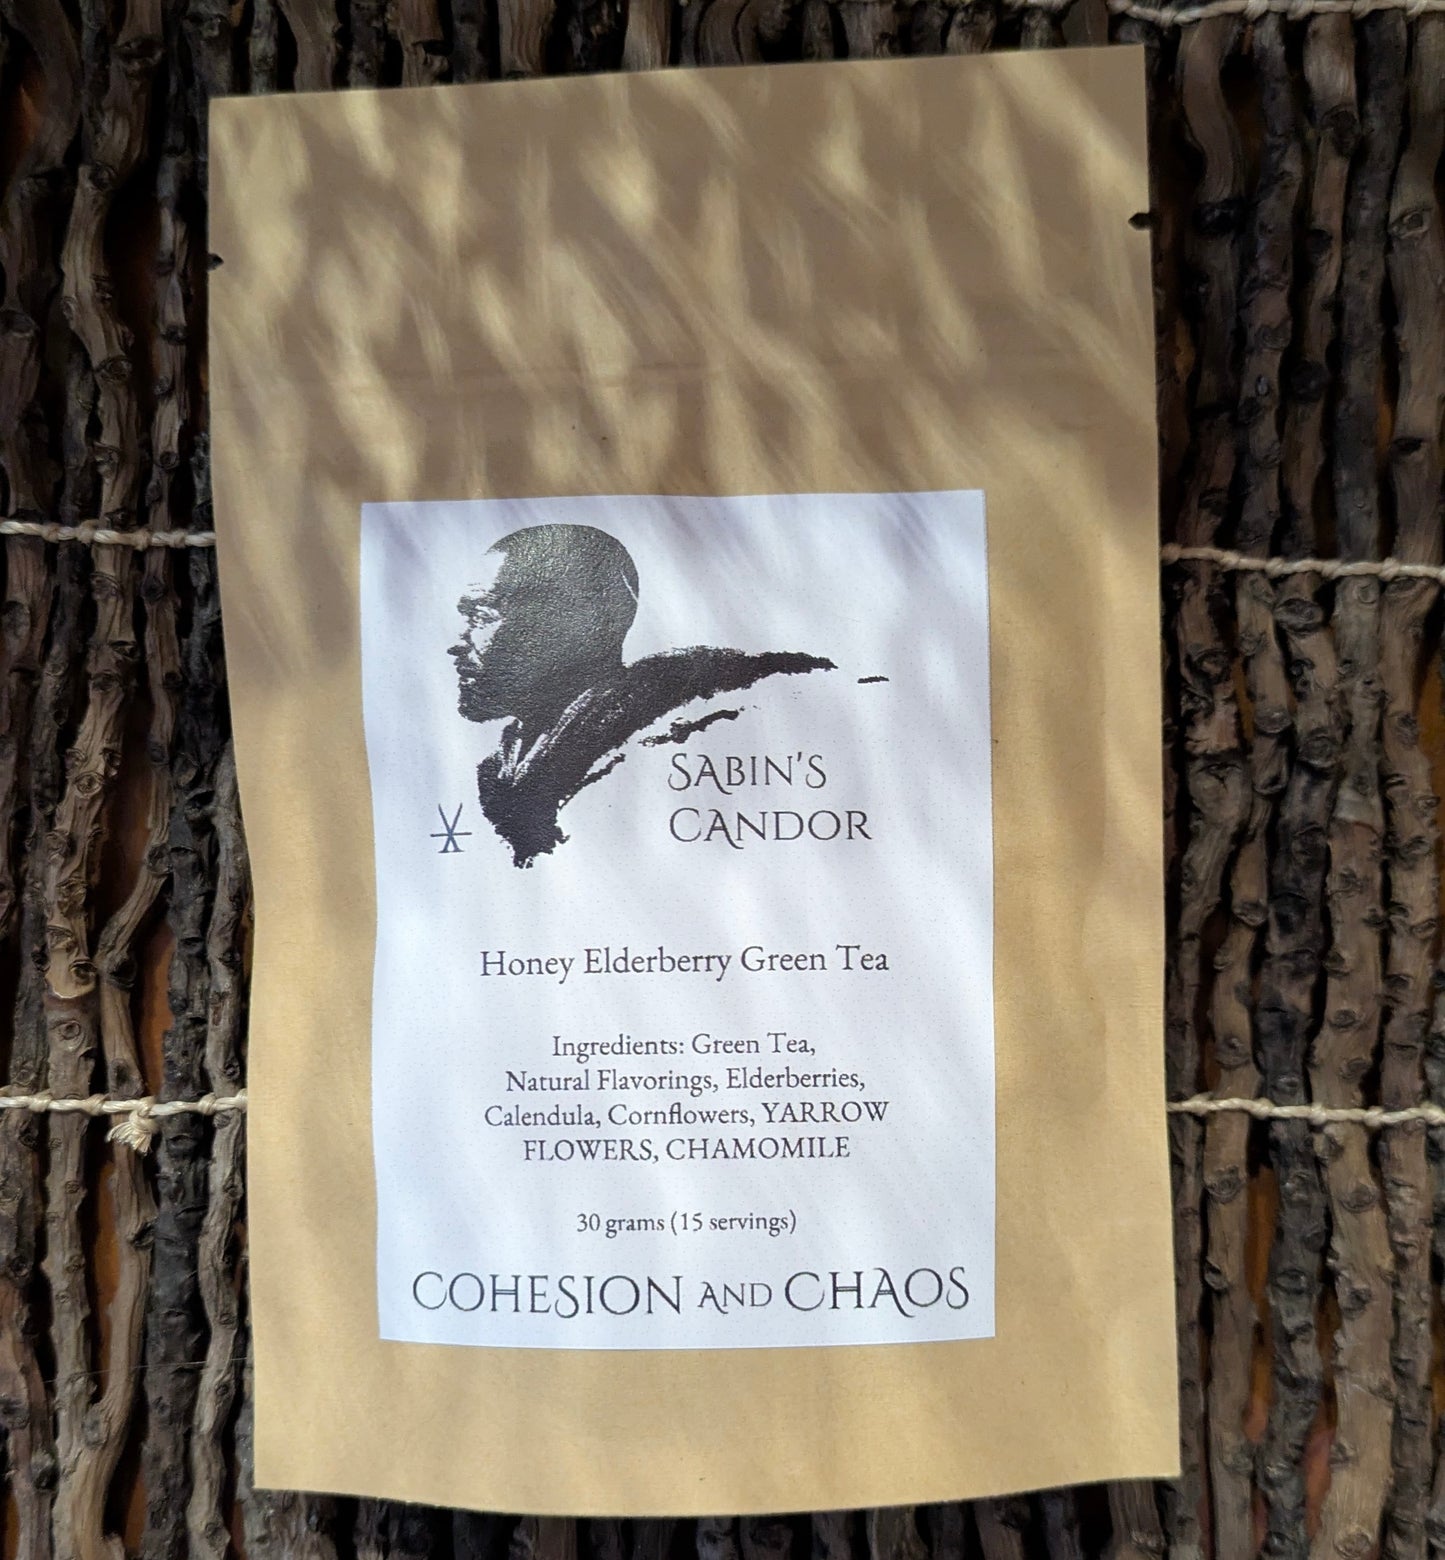 SABIN'S
CANDOR
Honey Elderberry Green Tea
Ingredients: Green Tea,
Natural Flavorings, Elderberries,
Calendula, Cornflowers, YARROW
FLOWERS, CHAMOMILE
30 grams (15 servings)
COHESION AND CHAOS